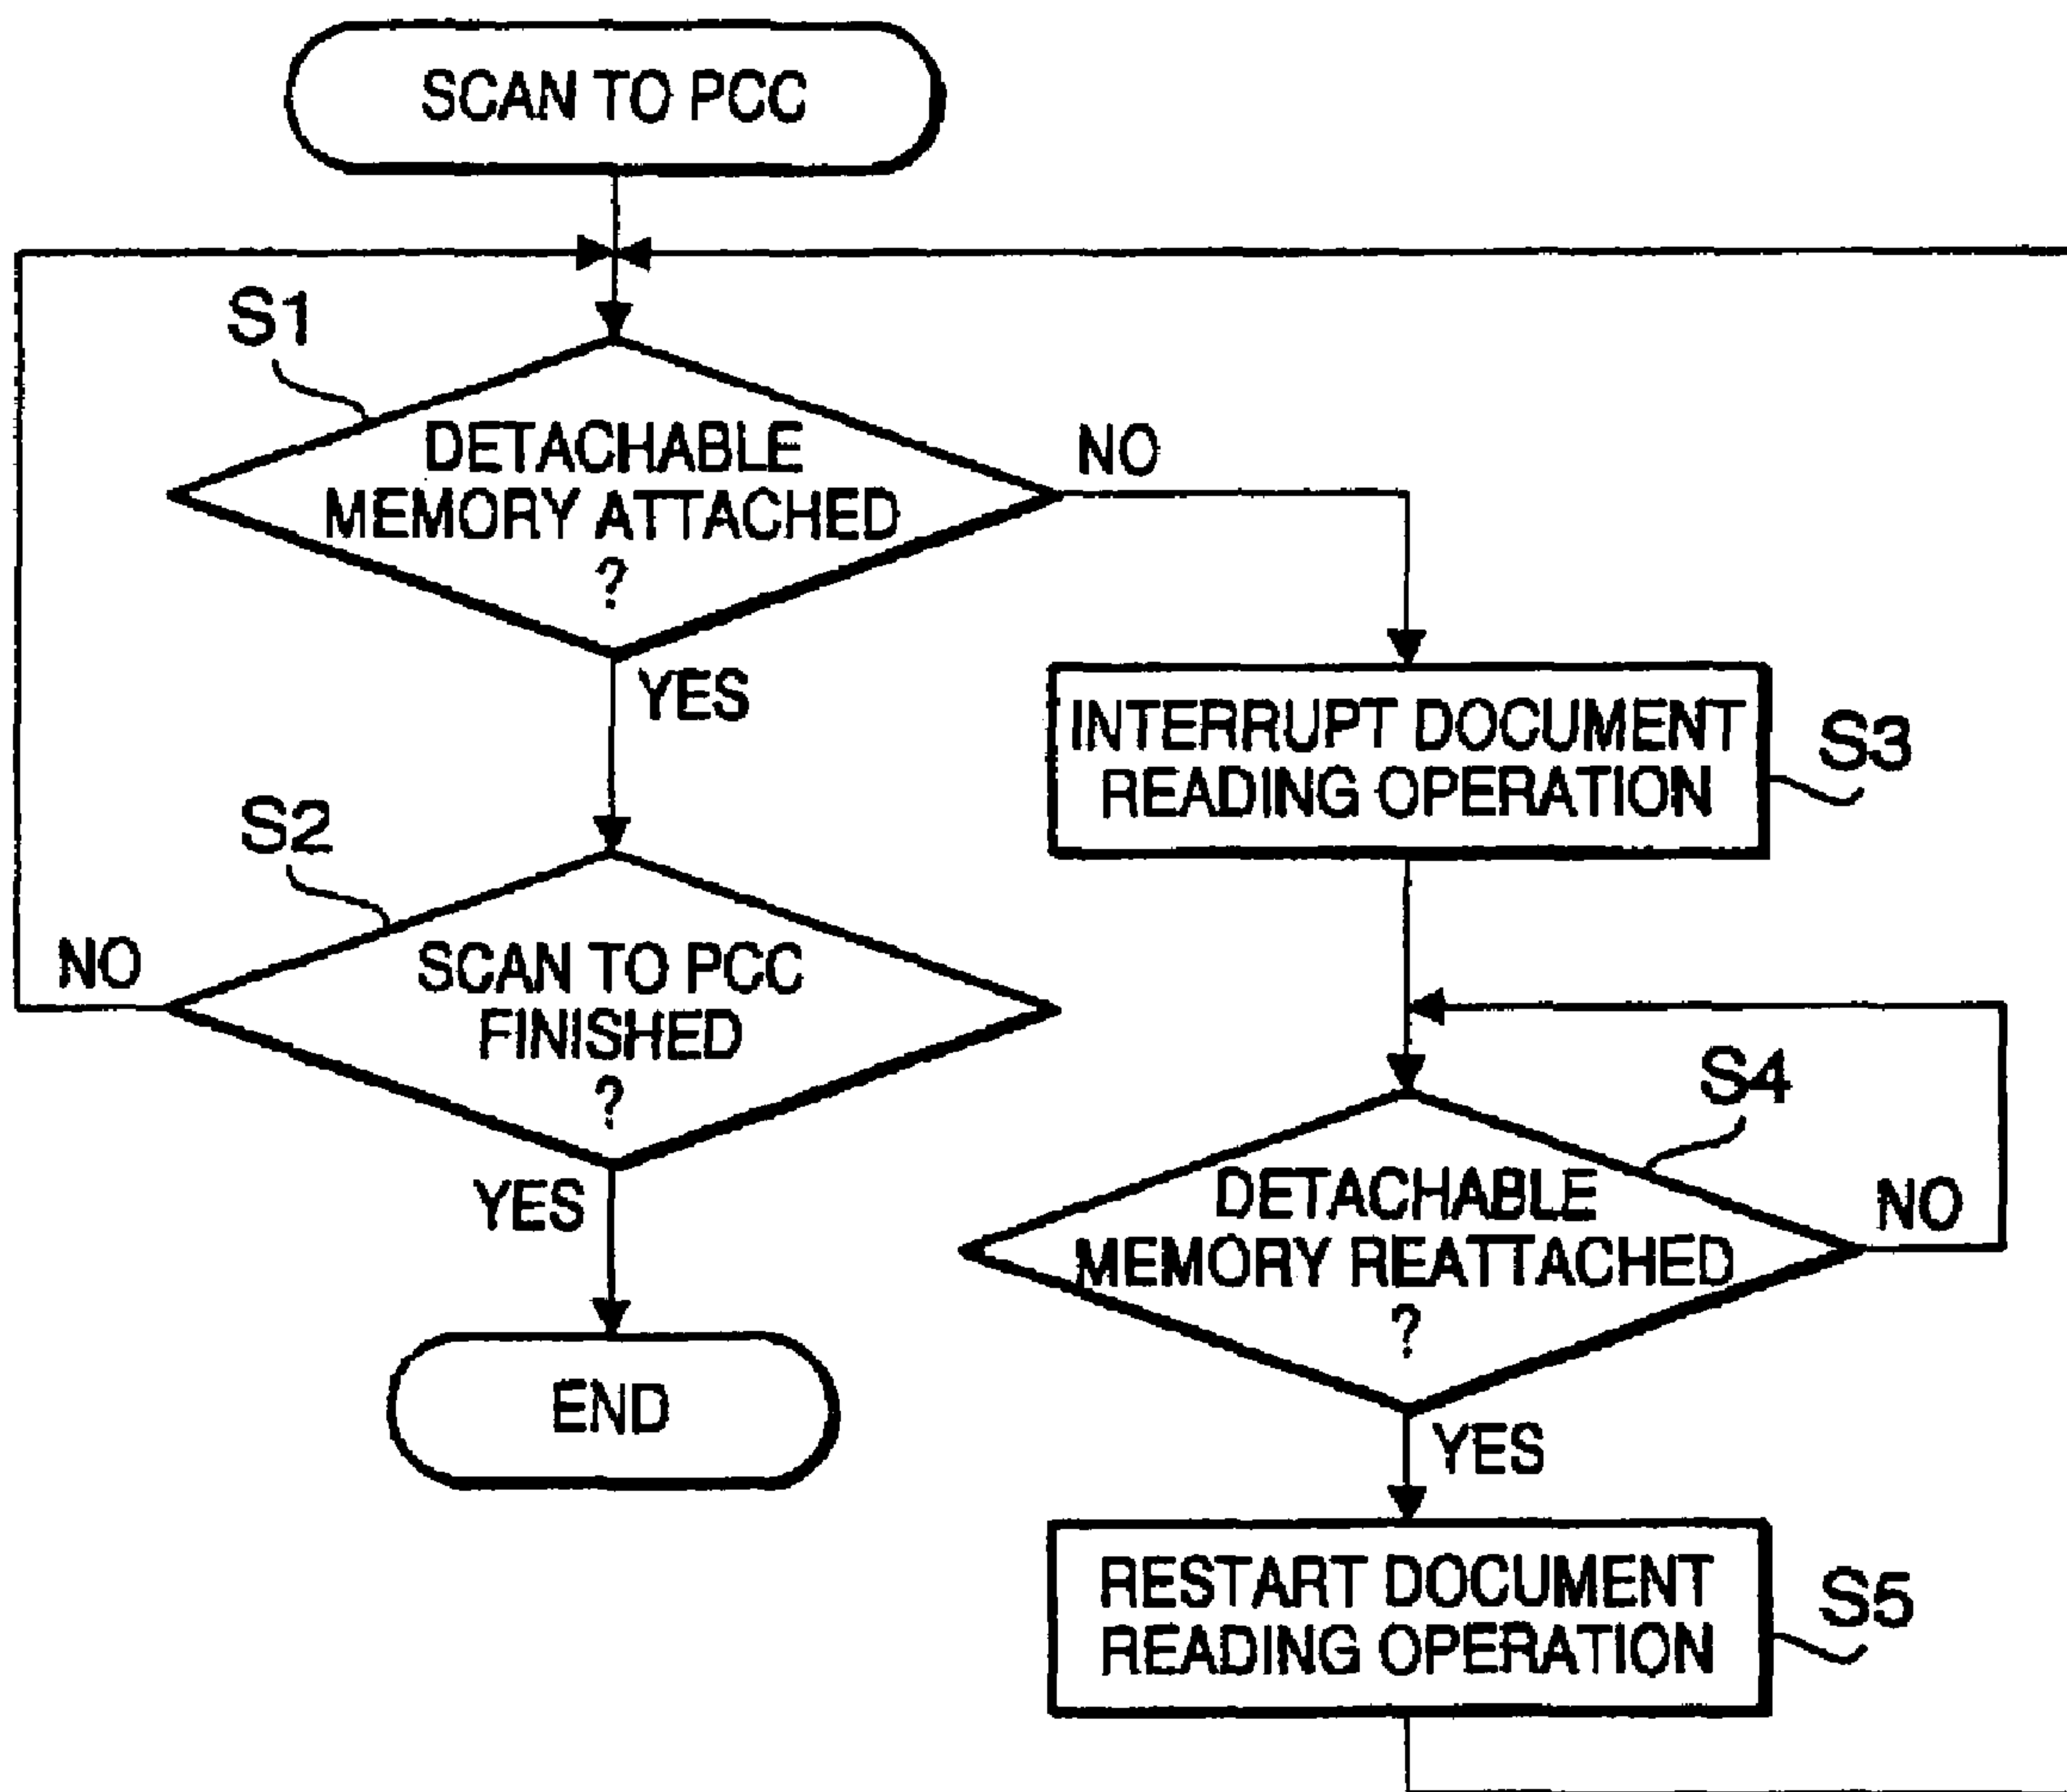 SCAN TO PCC
S1
DETACHABLE
MEMORY ATTACHED
?
NO
YES
INTERRUPT DOCUMENT
READING OPERATION
S3
S2
SCAN TO PCC
FINISHED
?
NO
YES
END
S4
DETACHABLE
MEMORY REATTACHED
?
NO
YES
RESTART DOCUMENT
READING OPERATION
S5